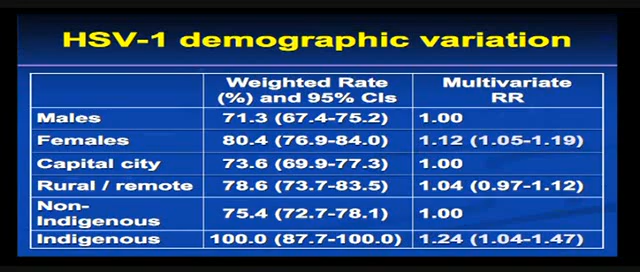 HSV-1 demographic variation
Weighted Rate (%) and 95% CIs | Multivariate RR
Males | 71.3 (67.4-75.2) | 1.00
Females | 80.4 (76.9-84.0) | 1.12 (1.05-1.19)
Capital city | 73.6 (69.9-77.3) | 1.00
Rural / remote | 78.6 (73.7-83.5) | 1.04 (0.97-1.12)
Non-Indigenous | 75.4 (72.7-78.1) | 1.00
Indigenous | 100.0 (87.7-100.0) | 1.24 (1.04-1.47)